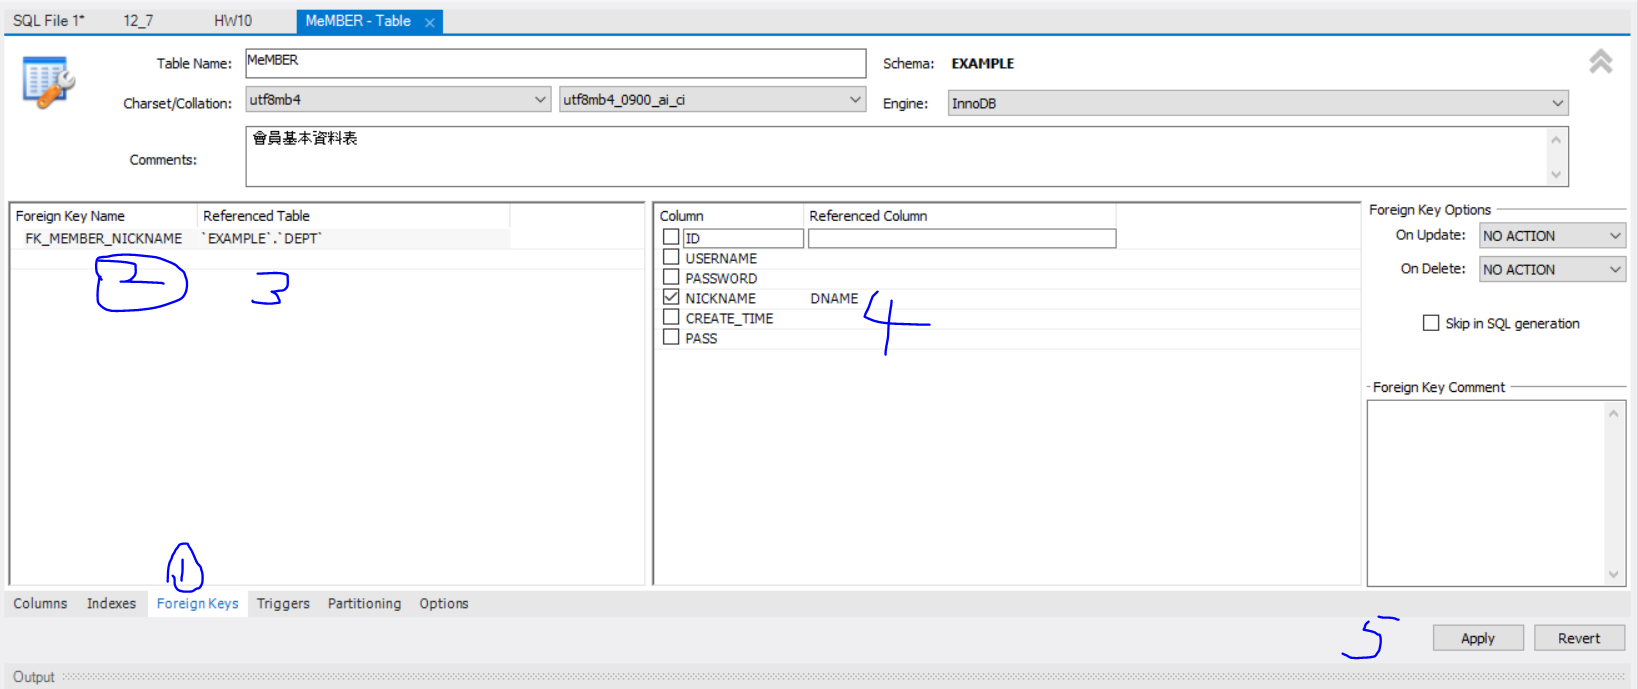 SQL File 1* 12_7 HW10 MeMBER - Table ×
Table Name: MeMBER Schema: EXAMPLE
Charset/Collation: utf8mb4 utf8mb4_0900_ai_ci Engine: InnoDB
Comments: 會員基本資料表
Foreign Key Name Referenced Table
FK_MEMBER_NICKNAME `EXAMPLE`.`DEPT`
2 3
Column Referenced Column
ID
USERNAME
PASSWORD
NICKNAME DNAME
4
CREATE_TIME
PASS
Foreign Key Options
On Update: NO ACTION
On Delete: NO ACTION
Skip in SQL generation
Foreign Key Comment
1
Columns Indexes Foreign Keys Triggers Partitioning Options
5 Apply Revert
Output